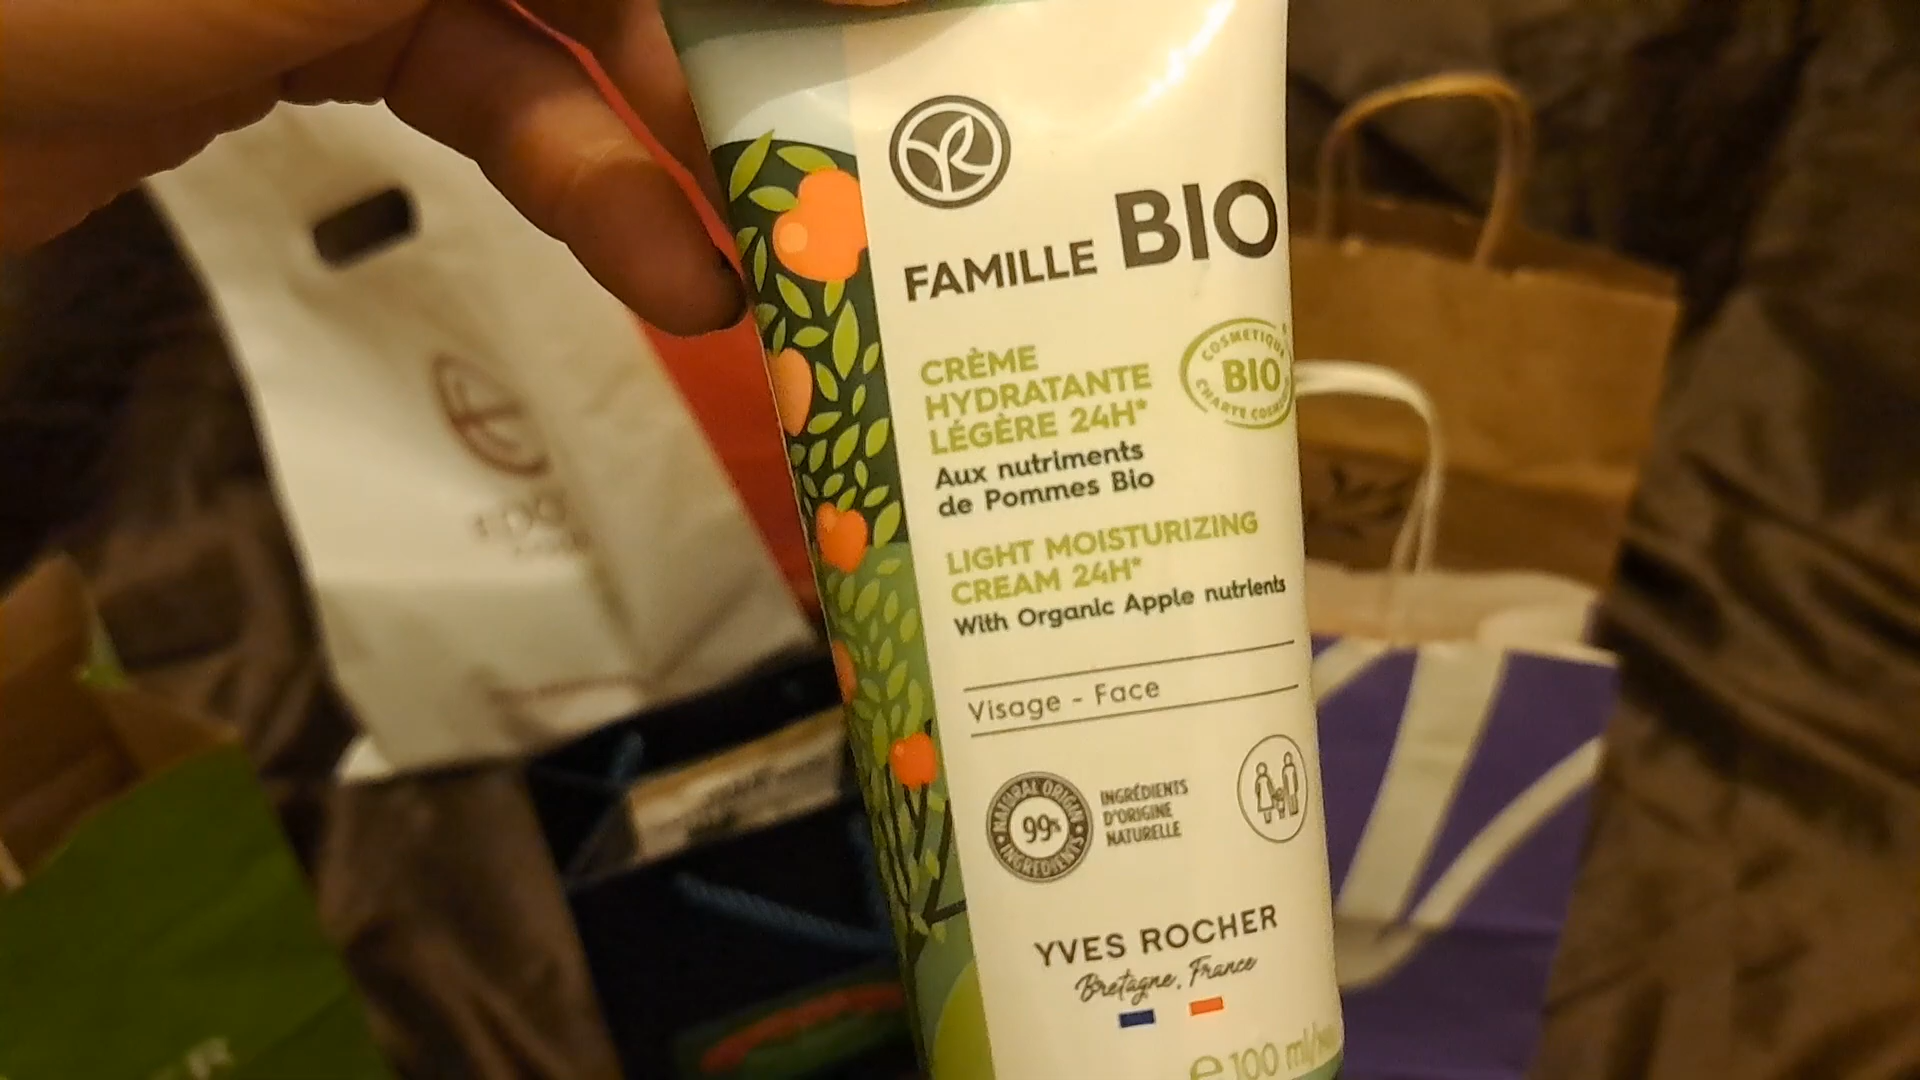 FAMILLE BIO
CRÈME
HYDRATANTE
LÉGÈRE 24H*
Aux nutriments
de Pommes Bio
COSMETIQUE
BIO
CHARTE
LIGHT MOISTURIZING
CREAM 24H*
With Organic Apple nutrients
Visage - Face
NATURAL ORIGIN
99%
INGREDIENTS
INGRÉDIENTS
D'ORIGINE
NATURELLE
YVES ROCHER
Bretagne, France
e 100 ml/